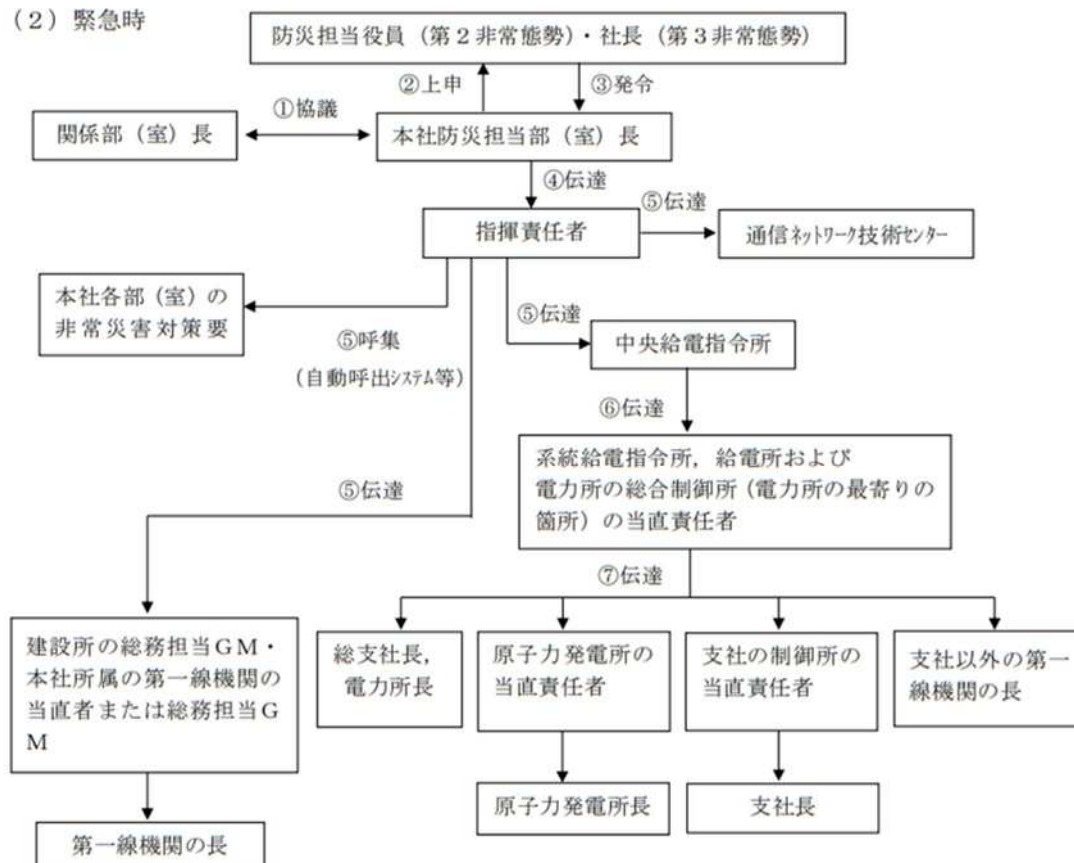 （２）緊急時
防災担当役員（第２非常態勢）・社長（第３非常態勢）
②上申
③発令
①協議
関係部（室）長
本社防災担当部（室）長
④伝達
⑤伝達
指揮責任者
通信ネットワーク技術センター
本社各部（室）の
非常災害対策要
⑤伝達
⑤呼集
（自動呼出システム等）
中央給電指令所
⑥伝達
系統給電指令所，給電所および
電力所の総合制御所（電力所の最寄りの
箇所）の当直責任者
⑤伝達
⑦伝達
建設所の総務担当ＧＭ・
本社所属の第一線機関の
当直者または総務担当Ｇ
Ｍ
総支社長，
電力所長
原子力発電所の
当直責任者
支社の制御所の
当直責任者
支社以外の第一
線機関の長
原子力発電所長
支社長
第一線機関の長